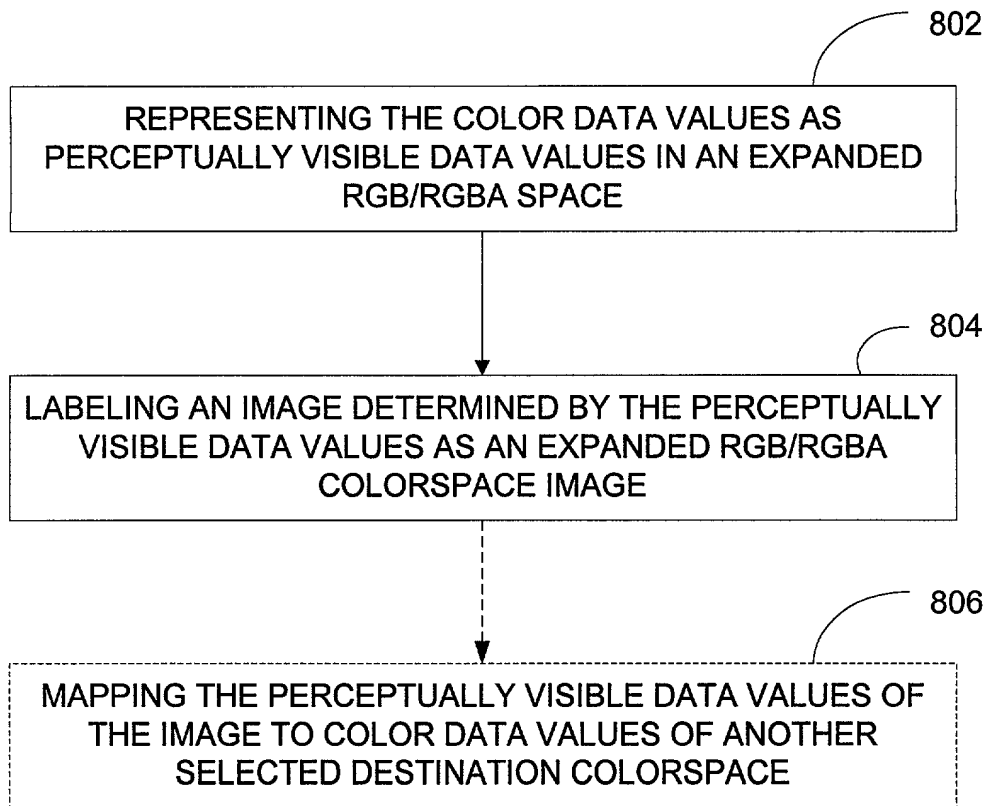 802
REPRESENTING THE COLOR DATA VALUES AS
PERCEPTUALLY VISIBLE DATA VALUES IN AN EXPANDED
RGB/RGBA SPACE
804
LABELING AN IMAGE DETERMINED BY THE PERCEPTUALLY
VISIBLE DATA VALUES AS AN EXPANDED RGB/RGBA
COLORSPACE IMAGE
806
MAPPING THE PERCEPTUALLY VISIBLE DATA VALUES OF
THE IMAGE TO COLOR DATA VALUES OF ANOTHER
SELECTED DESTINATION COLORSPACE